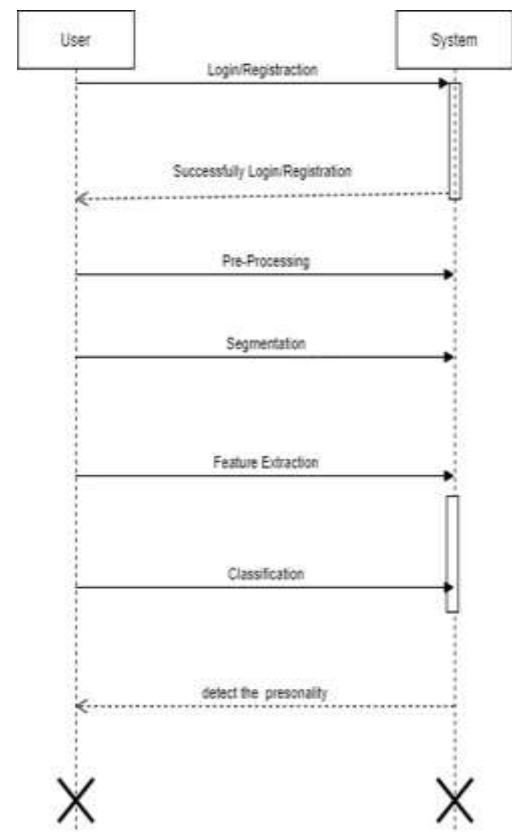 User
System
Login/Registraction
Successfully Login/Registration
Pre-Processing
Segmentation
Feature Extraction
Classification
detect the presonality